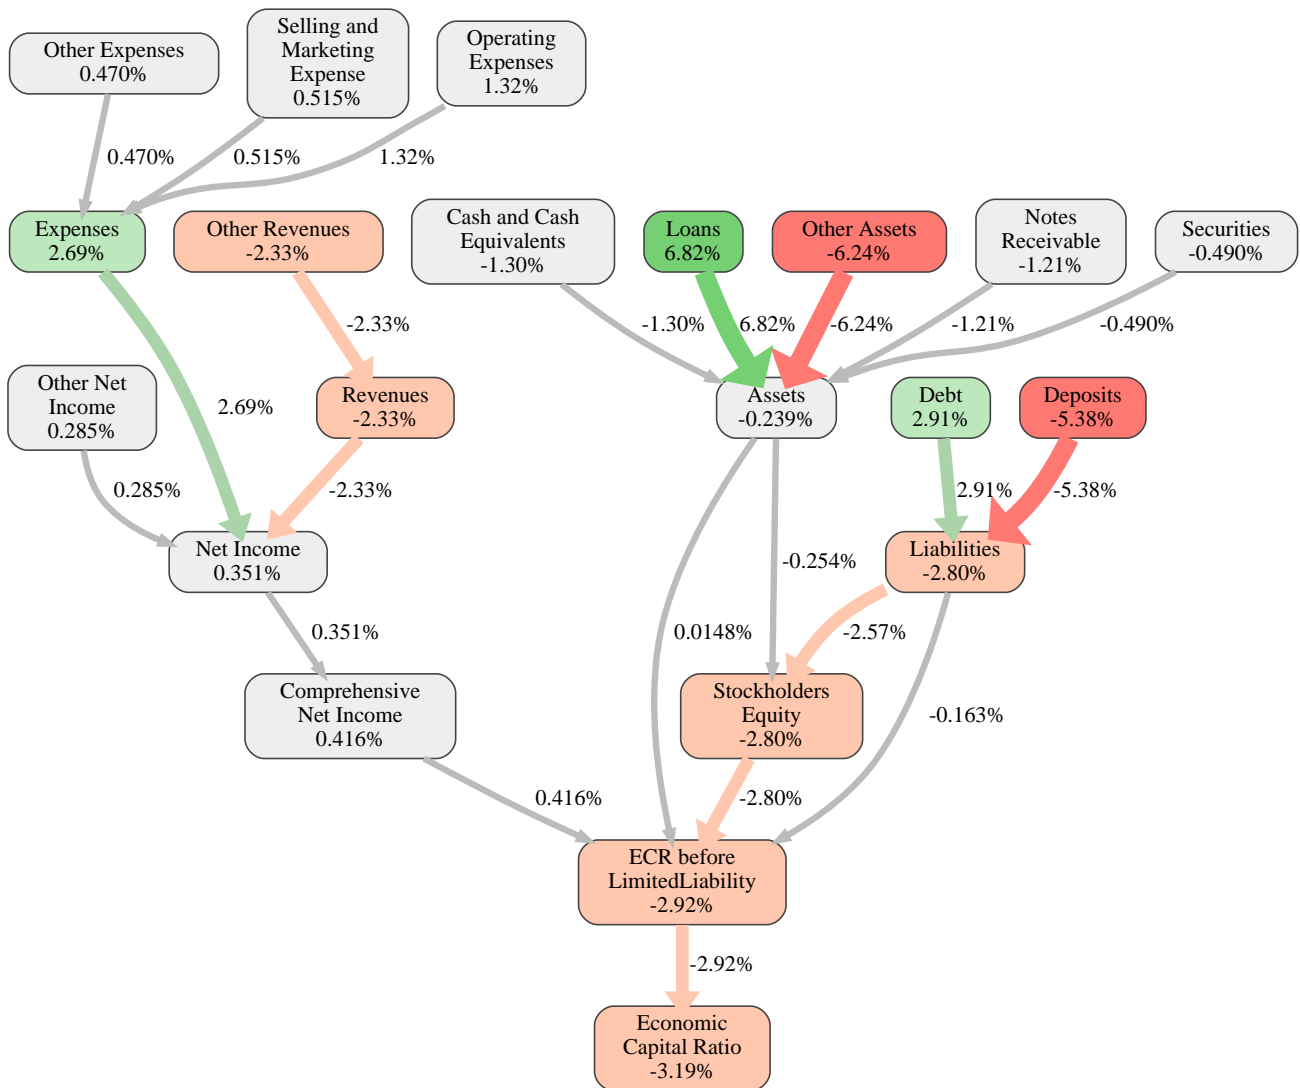 Other Expenses
0.470%
Selling and
Marketing
Expense
0.515%
Operating
Expenses
1.32%
0.470%
0.515%
1.32%
Expenses
2.69%
Other Revenues
-2.33%
Cash and Cash
Equivalents
-1.30%
Loans
6.82%
Other Assets
-6.24%
Notes
Receivable
-1.21%
Securities
-0.490%
-2.33%
-1.30%
6.82%
-6.24%
-1.21%
-0.490%
Other Net
Income
0.285%
2.69%
Revenues
-2.33%
Assets
-0.239%
Debt
2.91%
Deposits
-5.38%
0.285%
-2.33%
2.91%
-5.38%
Net Income
0.351%
-0.254%
Liabilities
-2.80%
0.351%
0.0148%
-2.57%
Comprehensive
Net Income
0.416%
Stockholders
Equity
-2.80%
-0.163%
0.416%
-2.80%
ECR before
LimitedLiability
-2.92%
-2.92%
Economic
Capital Ratio
-3.19%